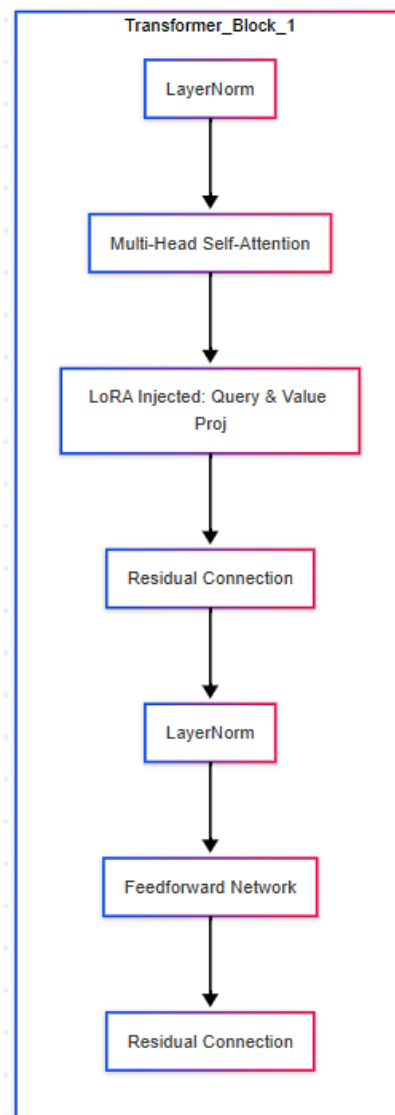 Transformer_Block_1
LayerNorm
Multi-Head Self-Attention
LoRA Injected: Query & Value
Proj
Residual Connection
LayerNorm
Feedforward Network
Residual Connection